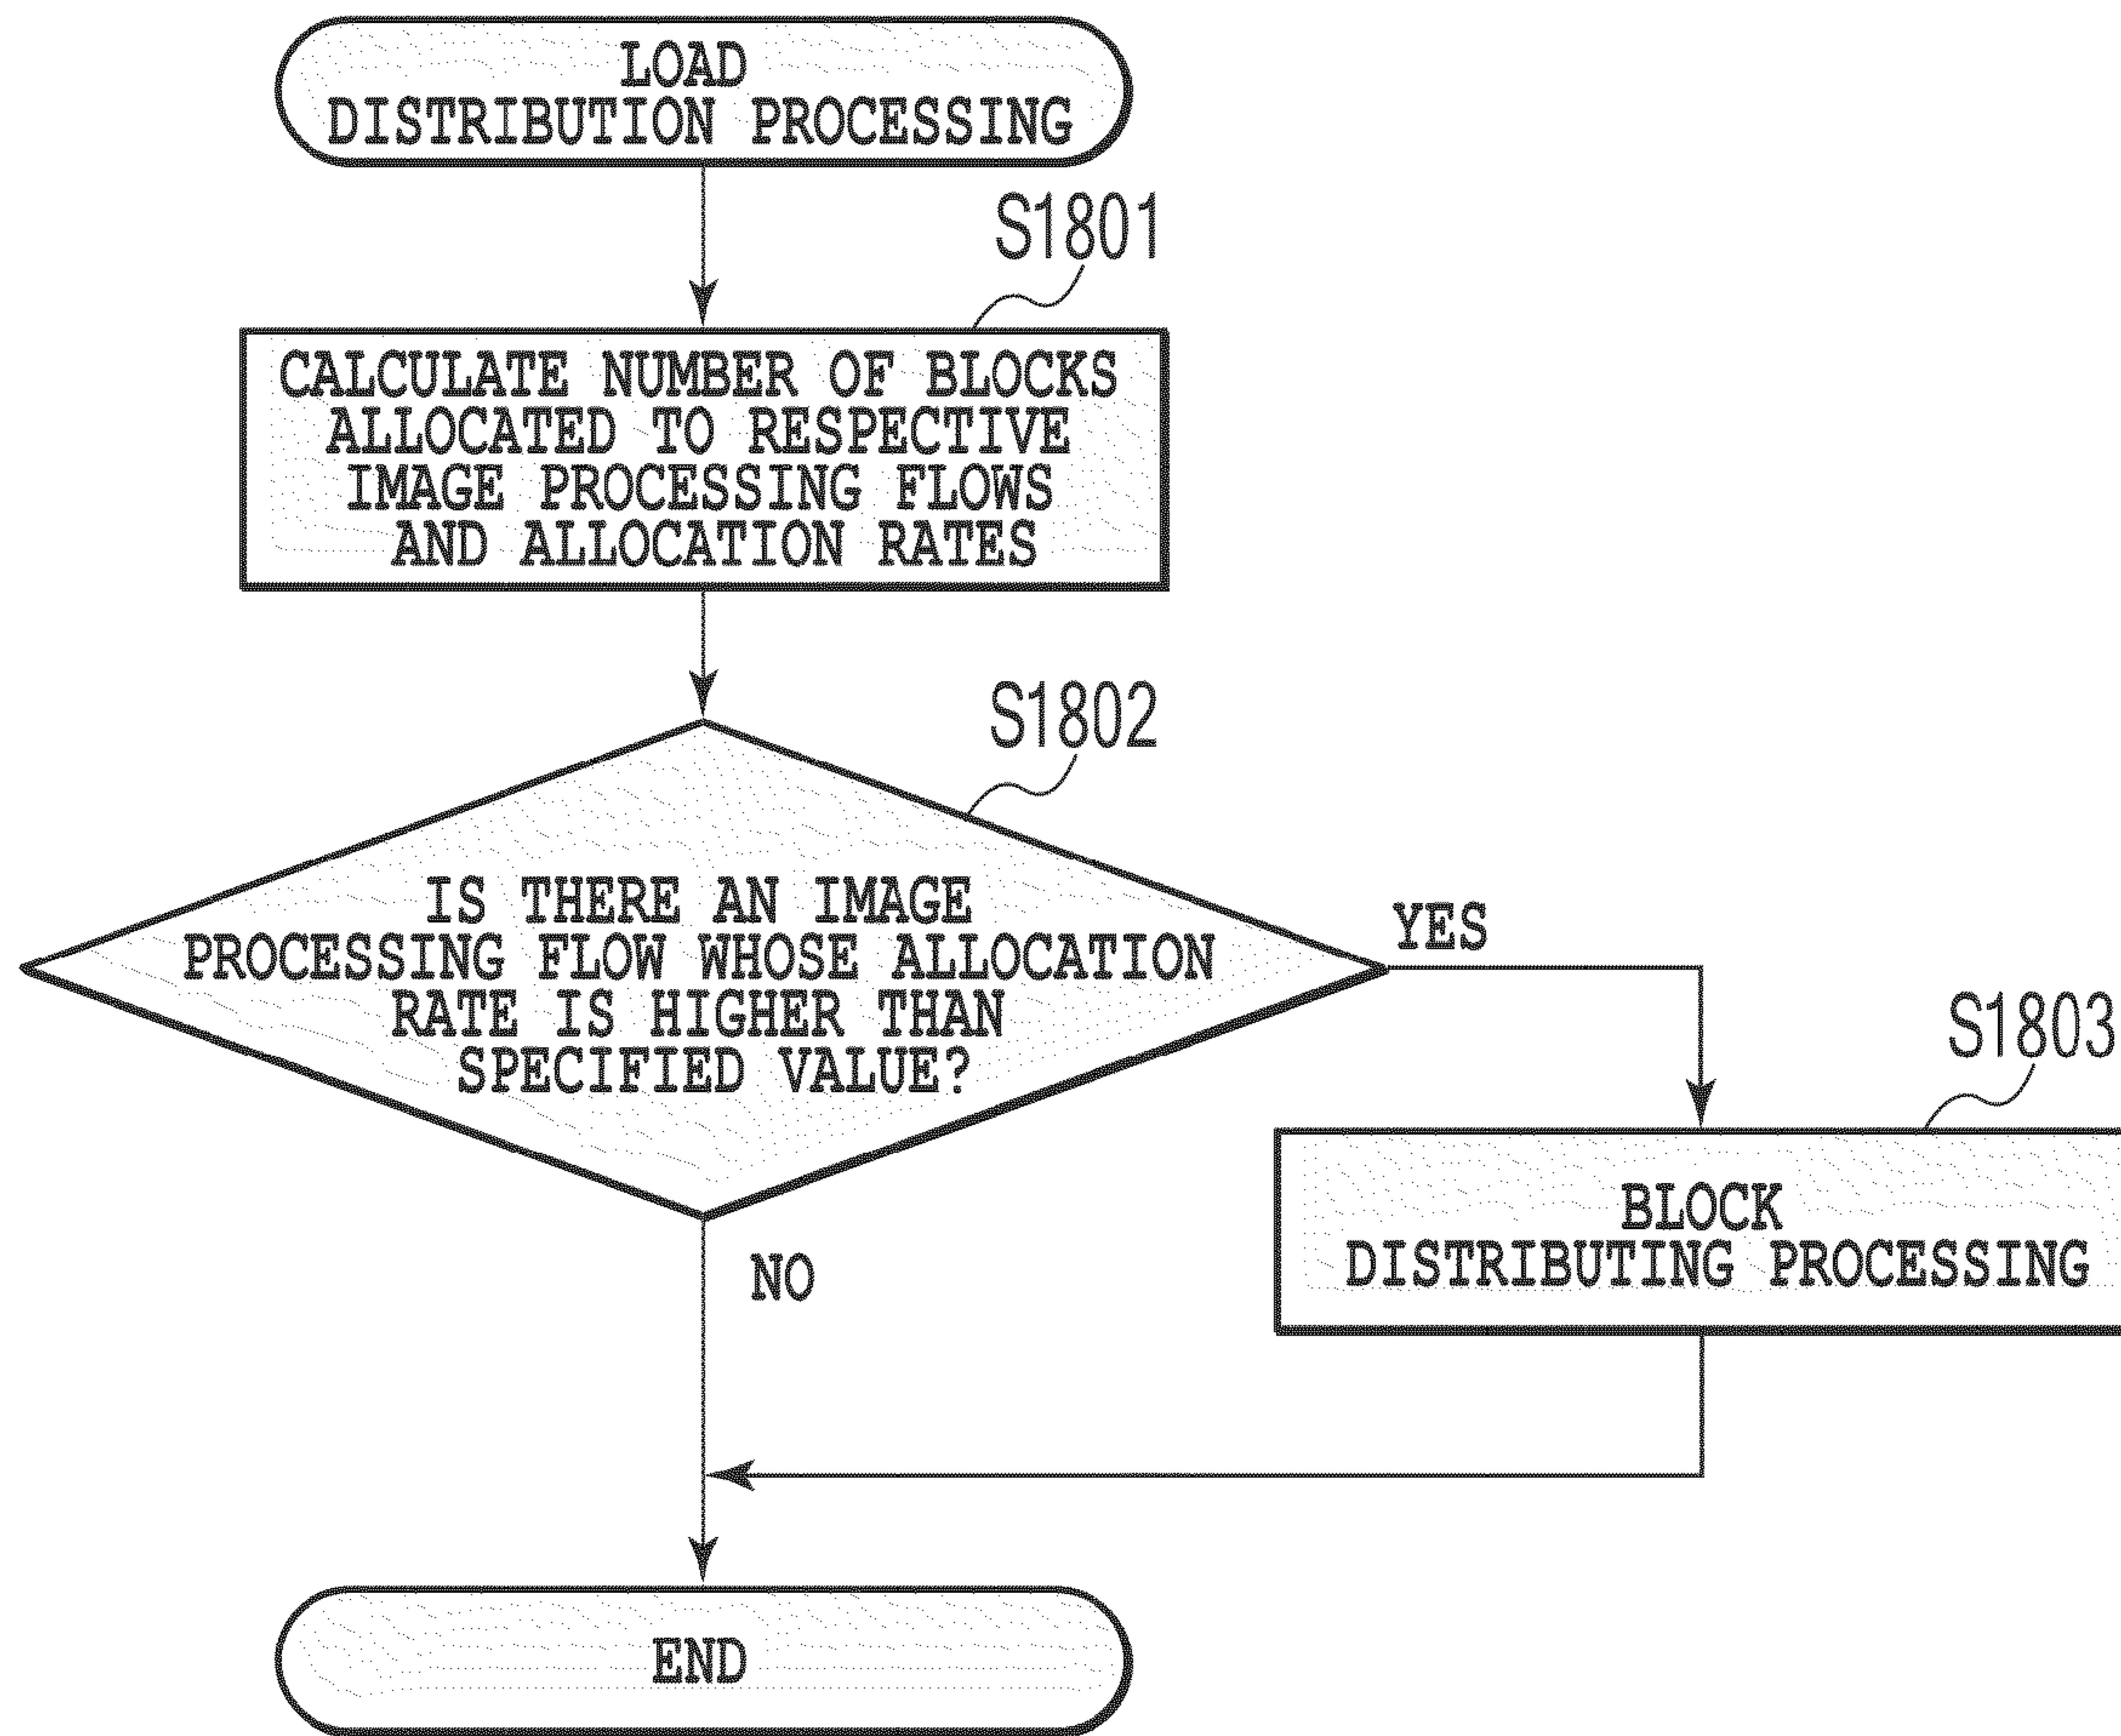 LOAD
DISTRIBUTION PROCESSING
S1801
CALCULATE NUMBER OF BLOCKS
ALLOCATED TO RESPECTIVE
IMAGE PROCESSING FLOWS
AND ALLOCATION RATES
S1802
IS THERE AN IMAGE
PROCESSING FLOW WHOSE ALLOCATION
RATE IS HIGHER THAN
SPECIFIED VALUE?
YES
S1803
BLOCK
DISTRIBUTING PROCESSING
NO
END